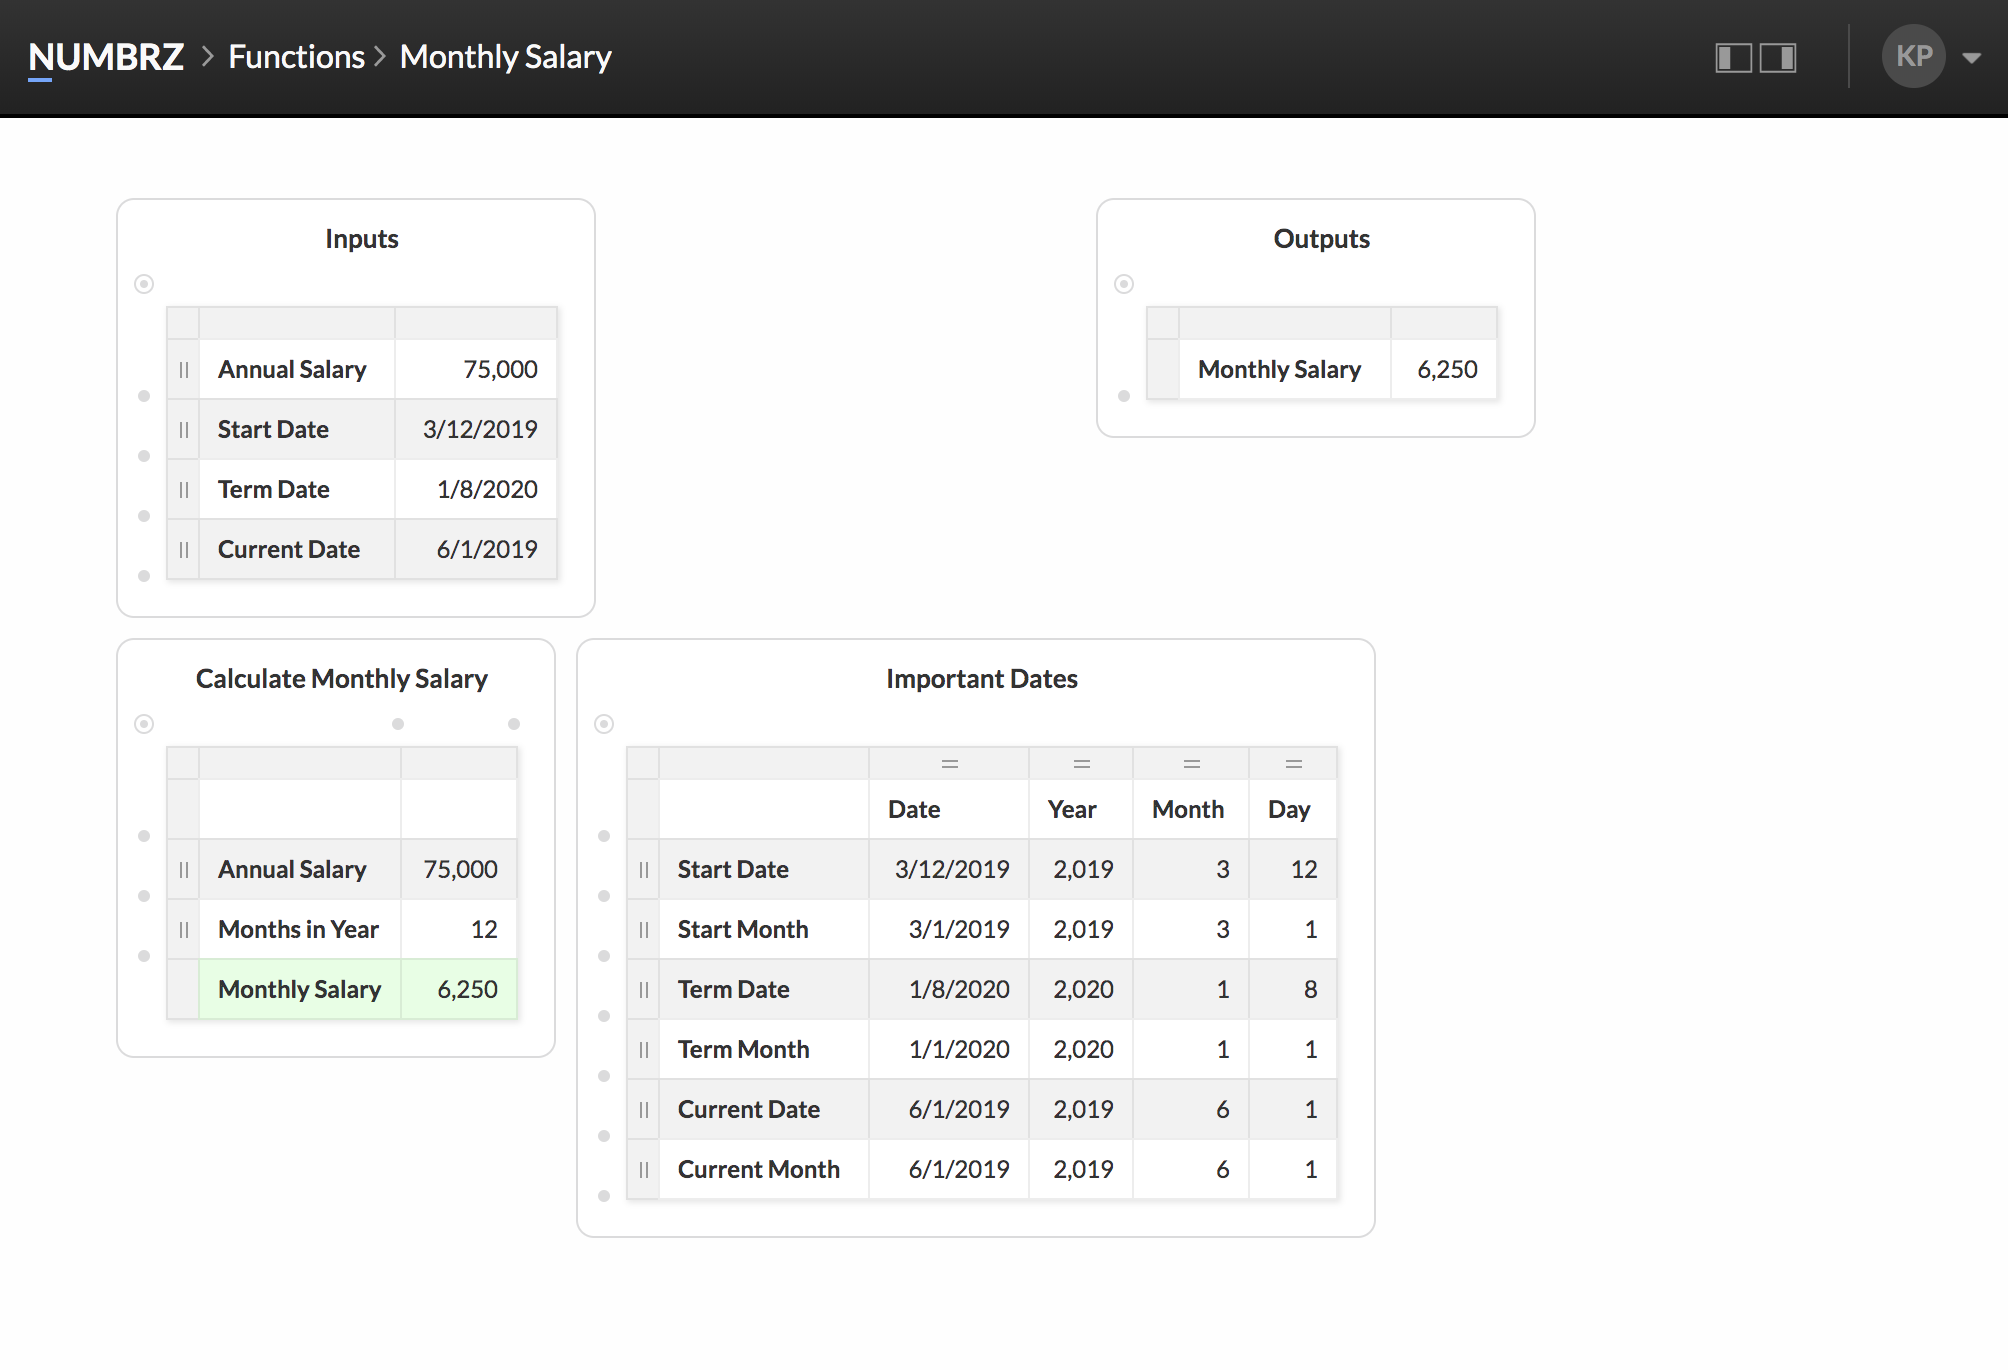 NUMBRZ > Functions > Monthly Salary
KP
Inputs
Annual Salary 75,000
Start Date 3/12/2019
Term Date 1/8/2020
Current Date 6/1/2019
Outputs
Monthly Salary 6,250
Calculate Monthly Salary
Annual Salary 75,000
Months in Year 12
Monthly Salary 6,250
Important Dates
Date Year Month Day
Start Date 3/12/2019 2,019 3 12
Start Month 3/1/2019 2,019 3 1
Term Date 1/8/2020 2,020 1 8
Term Month 1/1/2020 2,020 1 1
Current Date 6/1/2019 2,019 6 1
Current Month 6/1/2019 2,019 6 1